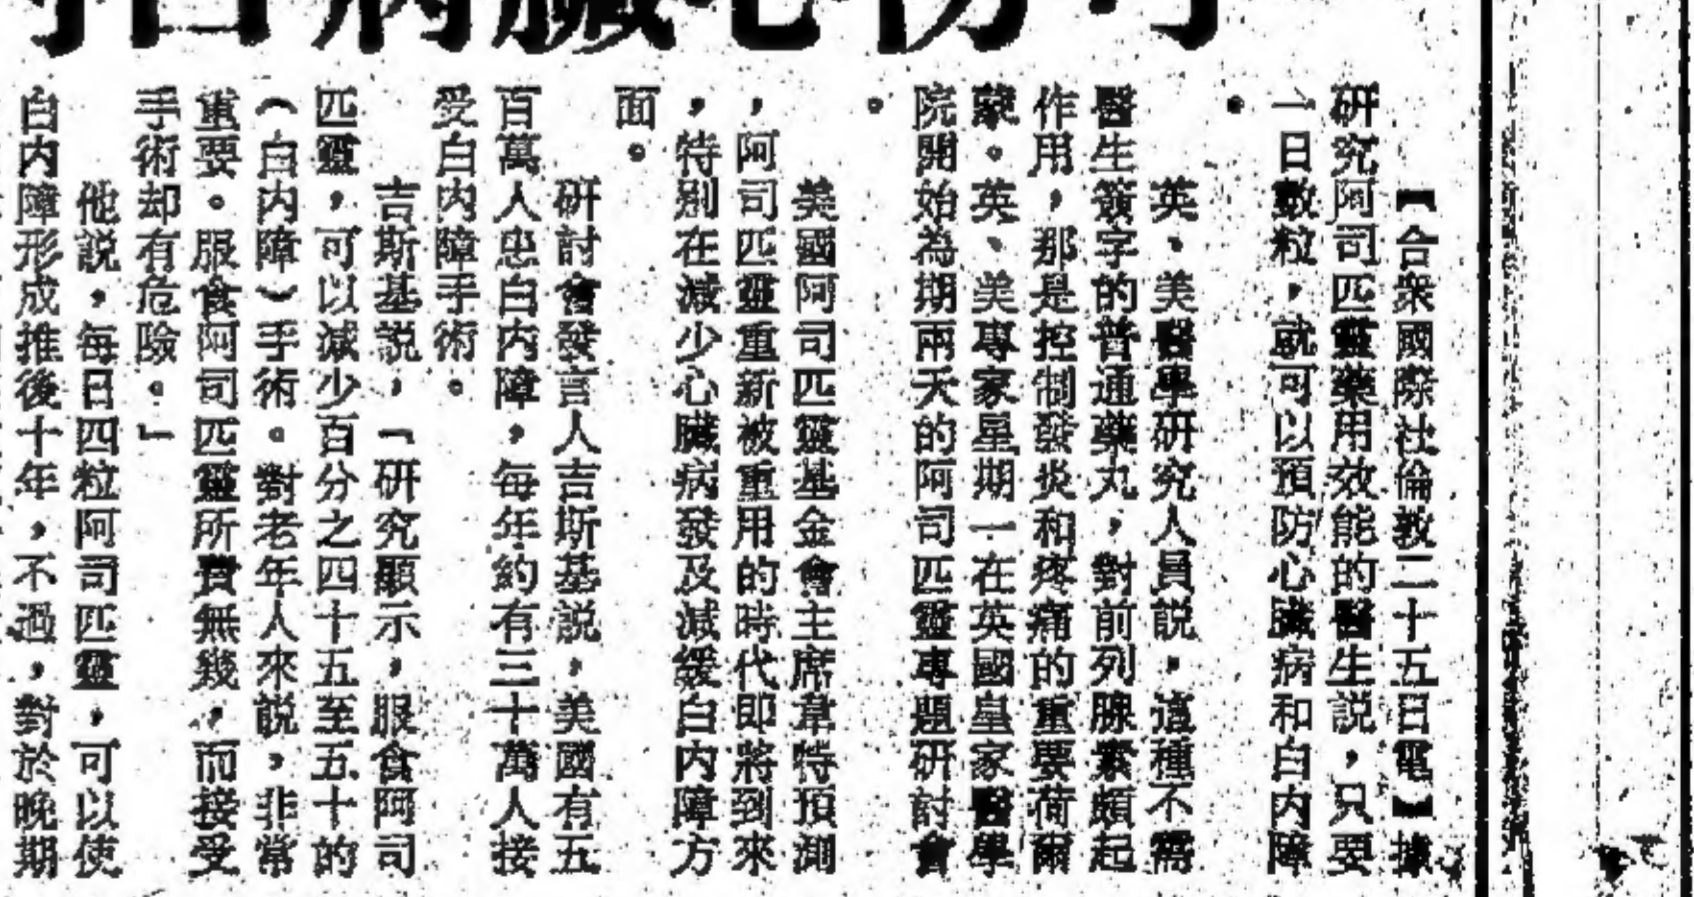 【合衆國際社倫敦二十五日電】據
研究阿司匹靈藥用效能的醫生説，只要
一日數粒，就可以預防心臟病和白内障
。
英、美醫學研究人員説，這種不需
醫生簽字的普通藥丸，對前列腺素頗起
作用，那是控制發炎和疼痛的重要荷爾
蒙。英、美專家星期一在英國皇家醫學
院開始為期兩天的阿司匹靈專題研討會
。
美國阿司匹靈基金會主席韋特預測
，阿司匹靈重新被重用的時代即將到來
，特別在減少心臟病發及減緩白内障方
面。
研討會發言人吉斯基説，美國有五
百萬人患白内障，每年約有三十萬人接
受白内障手術。
吉斯基説，「研究顯示，服食阿司
匹靈，可以減少百分之四十五至五十的
（白内障）手術。對老年人來説，非常
重要。服食阿司匹靈所費無幾，而接受
手術却有危險。」
他説，每日四粒阿司匹靈，可以使
白内障形成推後十年，不過，對於晚期